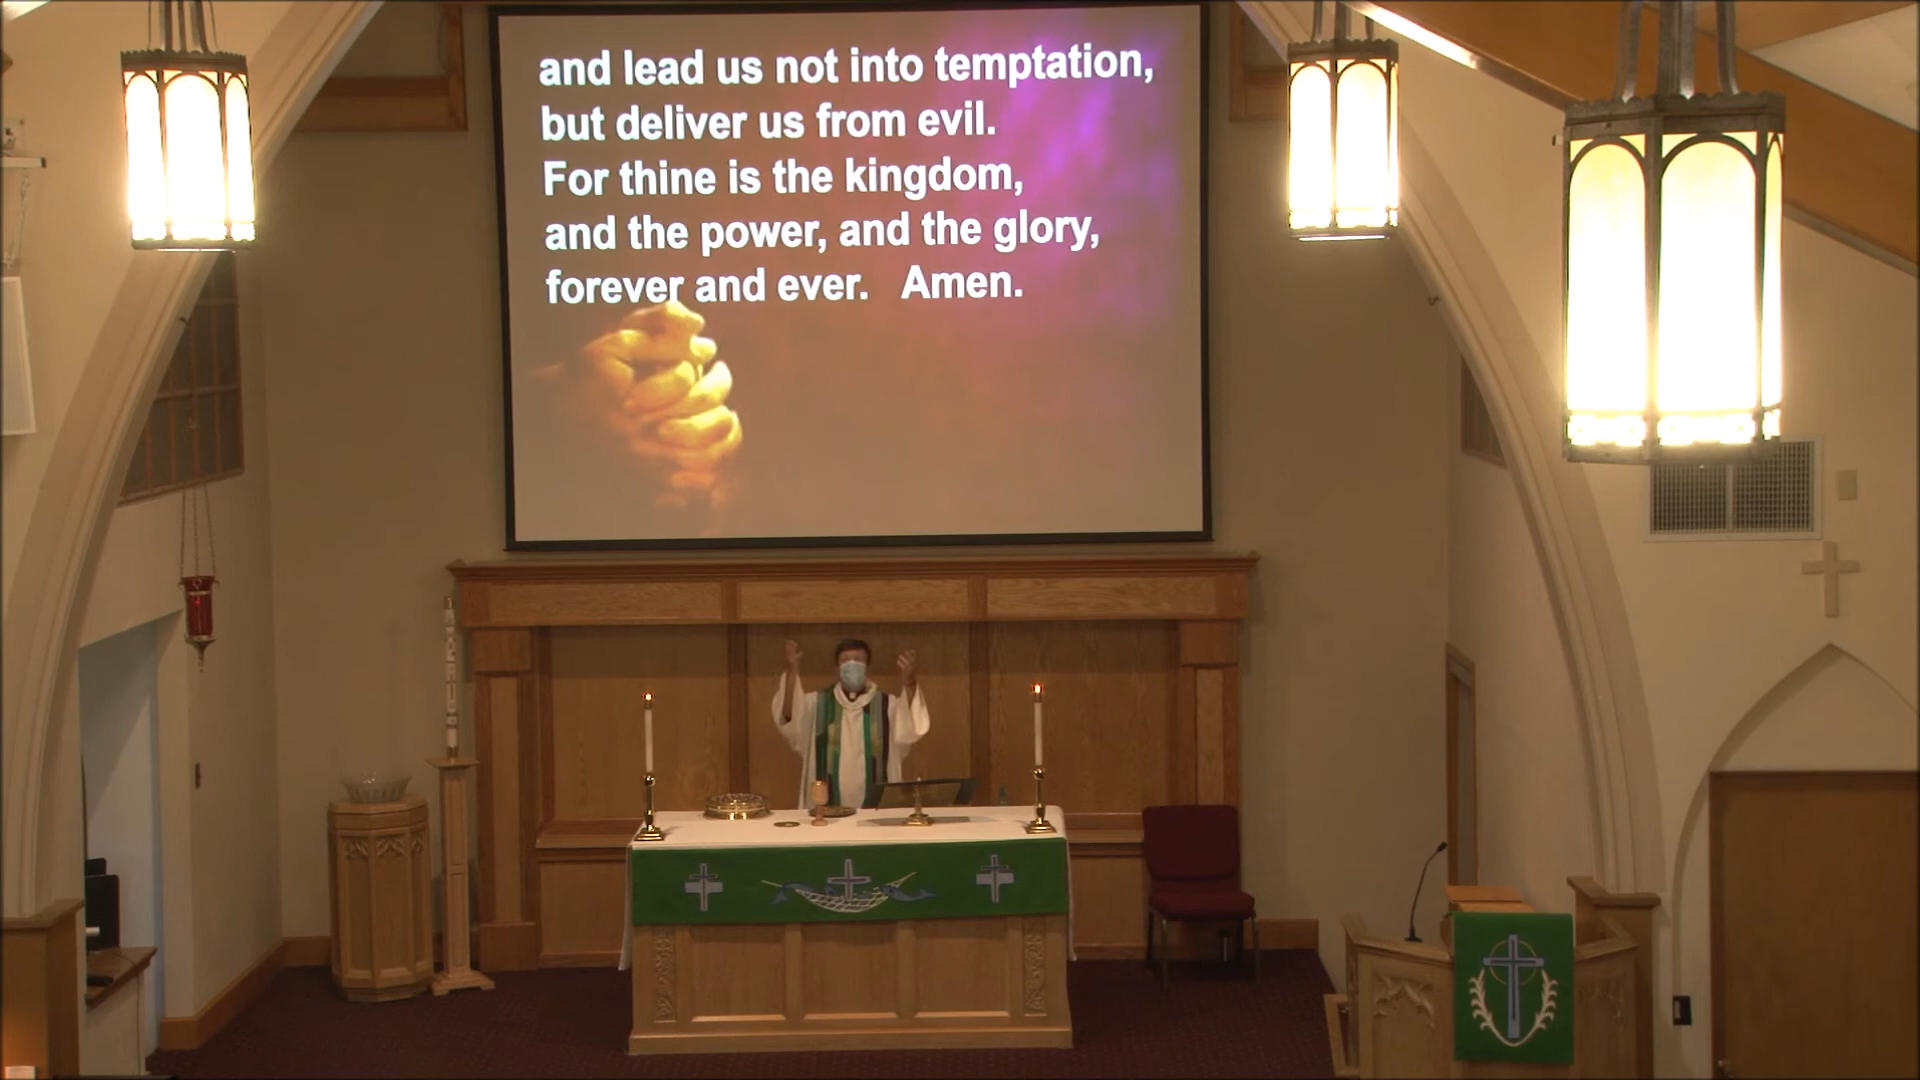 and lead us not into temptation,
but deliver us from evil.
For thine is the kingdom,
and the power, and the glory,
forever and ever. Amen.